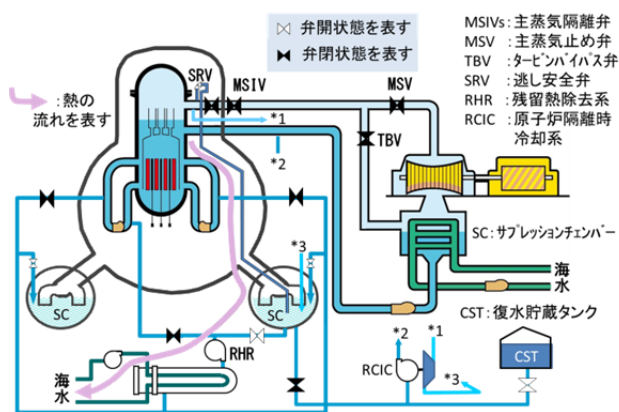 弁開状態を表す
弁閉状態を表す
MSIVs:主蒸気隔離弁
MSV:主蒸気止め弁
TBV:タービンバイパス弁
SRV:逃し安全弁
RHR:残留熱除去系
RCIC:原子炉隔離時
冷却系
:熱の
流れを表す
SRV
MSIV
MSV
*1
*2
TBV
SC:サプレッションチェンバー
*3
海
水
SC
SC
CST:復水貯蔵タンク
RHR
海
水
*2
*1
RCIC
*3
CST